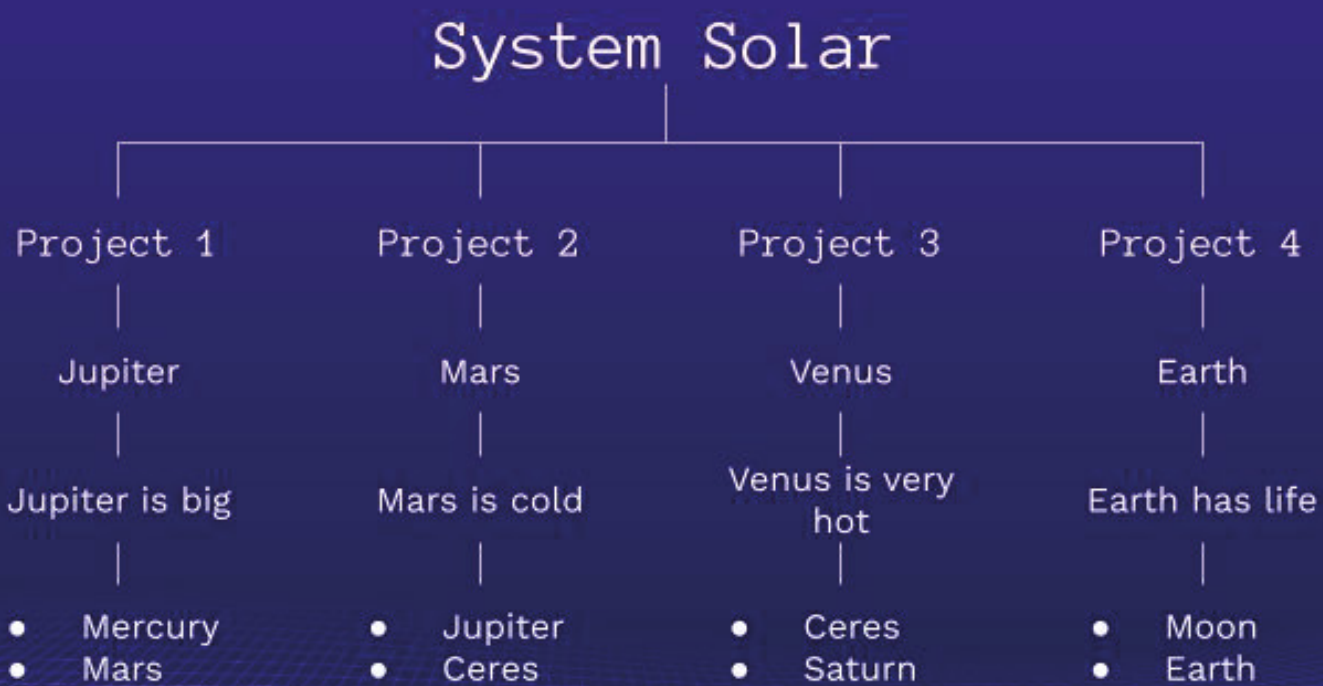 System Solar
Project 1
Project 2
Project 3
Project 4
Jupiter
Mars
Venus
Earth
Jupiter is big
Mars is cold
Venus is very
hot
Earth has life
Mercury
Mars
Jupiter
Ceres
Ceres
Saturn
Moon
Earth